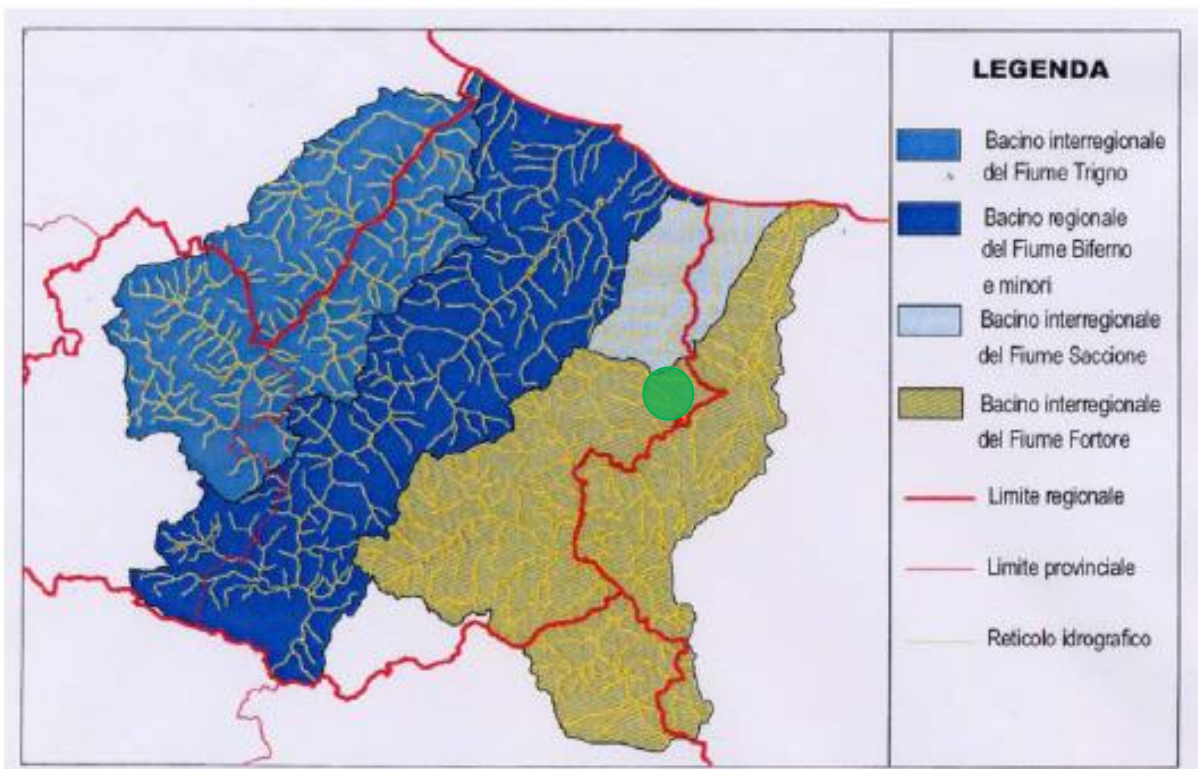 LEGENDA
Bacino interregionale
del Fiume Trigno
Bacino regionale
del Fiume Biferno
e minori
Bacino interregionale
del Fiume Saccione
Bacino interregionale
del Fiume Fortore
Limite regionale
Limite provinciale
Reticolo idrografico